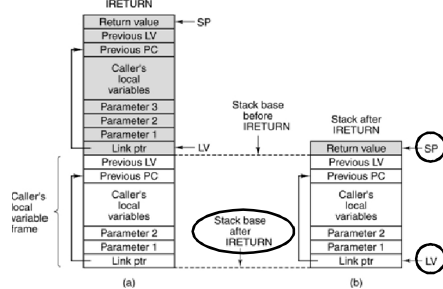 IRETURN
Return value
SP
Previous LV
Previous PC
Caller's
local
variables
Parameter 3
Parameter 2
Parameter 1
Link ptr
LV
Previous LV
Previous PC
Caller's
local
variables
Parameter 2
Parameter 1
Link ptr
Caller's
local
variable
frame
(a)
Stack base
before
IRETURN
Stack base
after
IRETURN
Stack after
IRETURN
Return value
SP
Previous LV
Previous PC
Caller's
local
variables
Parameter 2
Parameter 1
Link ptr
LV
(b)